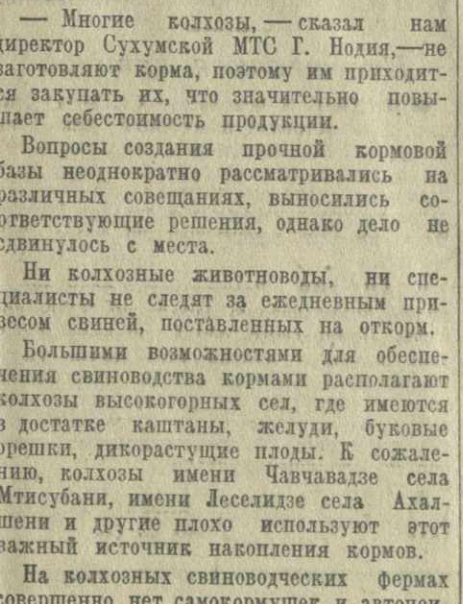 — Многие колхозы, — сказал нам
директор Сухумской МТС Г. Нодия,—не
заготовляют корма, поэтому им приходит-
ся закупать их, что значительно повы-
шает себестоимость продукции.
Вопросы создания прочной кормовой
базы неоднократно рассматривались на
различных совещаниях, выносились со-
ответствующие решения, однако дело не
сдвинулось с места.
Ни колхозные животноводы, ни спе-
циалисты не следят за ежедневным при-
весом свиней, поставленных на откорм.
Большими возможностями для обеспе-
чения свиноводства кормами располагают
колхозы высокогорных сел, где имеются
в достатке каштаны, желуди, буковые
орешки, дикорастущие плоды. К сожале-
нию, колхозы имени Чавчавадзе села
Мтисубани, имени Леселидзе села Ахал-
шени и другие плохо используют этот
важный источник накопления кормов.
На колхозных свиноводческих фермах
совершенно нет самокормушек и автопои-